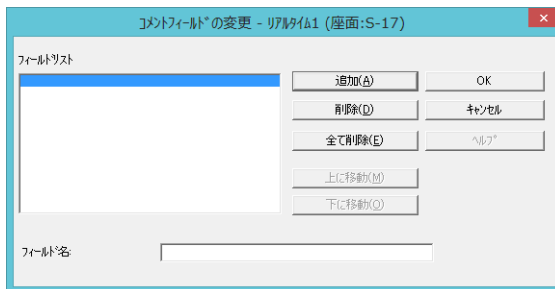 コメントフィールドの変更 - リアルタイム1 (座面:S-17)
×
フィールドリスト
追加(A)
OK
削除(D)
キャンセル
全て削除(E)
ヘルプ
上に移動(M)
下に移動(O)
フィールド名: